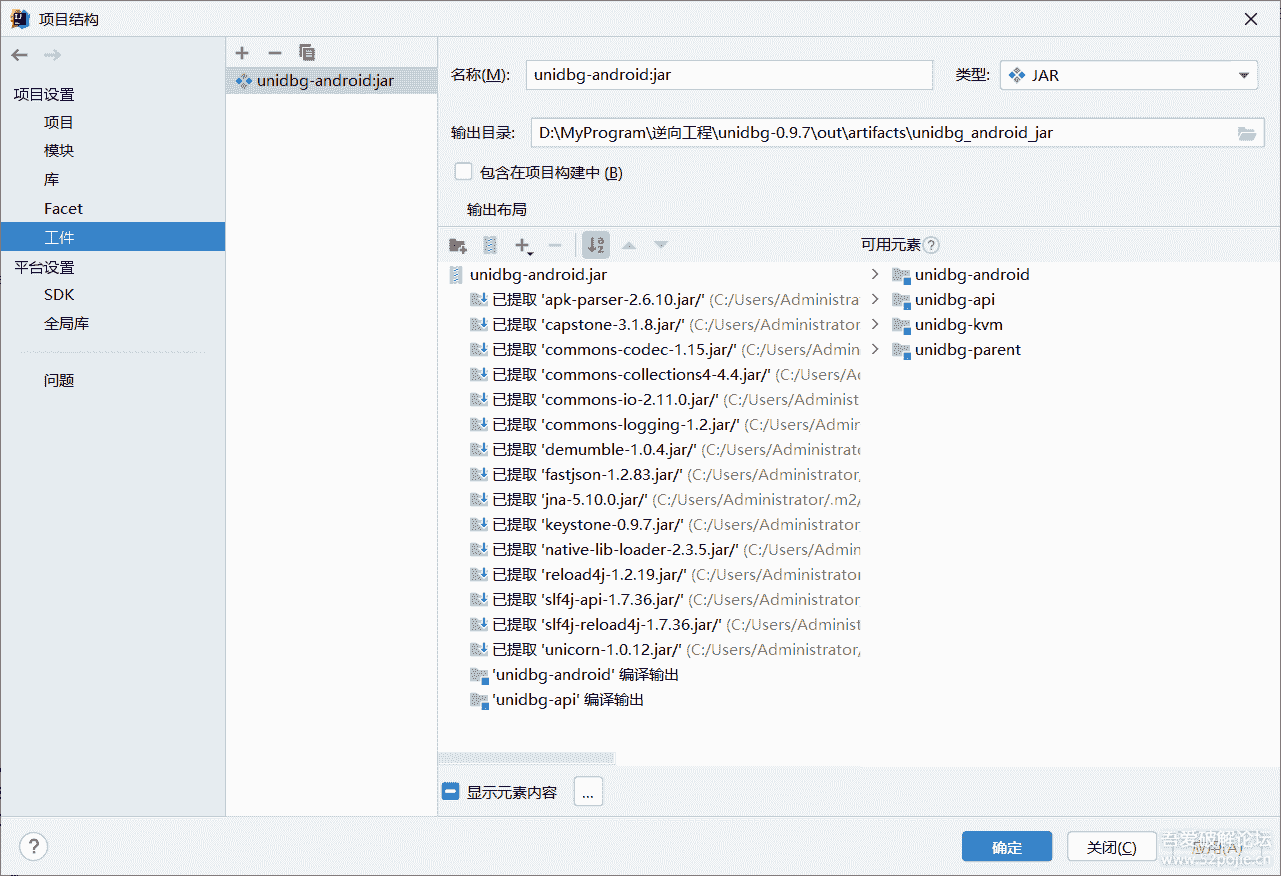 项目结构
项目设置
项目
模块
库
Facet
工件
平台设置
SDK
全局库
问题
unidbg-android:jar
名称(M): unidbg-android:jar 类型: JAR
输出目录: D:\MyProgram\逆向工程\unidbg-0.9.7\out\artifacts\unidbg_android_jar
包含在项目构建中 (B)
输出布局
可用元素 ?
unidbg-android.jar
已提取 'apk-parser-2.6.10.jar/' (C:/Users/Administra
已提取 'capstone-3.1.8.jar/' (C:/Users/Administrator
已提取 'commons-codec-1.15.jar/' (C:/Users/Admin
已提取 'commons-collections4-4.4.jar/' (C:/Users/Ad
已提取 'commons-io-2.11.0.jar/' (C:/Users/Administ
已提取 'commons-logging-1.2.jar/' (C:/Users/Admin
已提取 'demumble-1.0.4.jar/' (C:/Users/Administrato
已提取 'fastjson-1.2.83.jar/' (C:/Users/Administrator,
已提取 'jna-5.10.0.jar/' (C:/Users/Administrator/.m2/
已提取 'keystone-0.9.7.jar/' (C:/Users/Administrator
已提取 'native-lib-loader-2.3.5.jar/' (C:/Users/Admin
已提取 'reload4j-1.2.19.jar/' (C:/Users/Administrator
已提取 'slf4j-api-1.7.36.jar/' (C:/Users/Administrator
已提取 'slf4j-reload4j-1.7.36.jar/' (C:/Users/Administ
已提取 'unicorn-1.0.12.jar/' (C:/Users/Administrator,
'unidbg-android' 编译输出
'unidbg-api' 编译输出
unidbg-android
unidbg-api
unidbg-kvm
unidbg-parent
显示元素内容 ...
?
确定 关闭(C) 应用(A)
吾爱破解论坛
www.52pojie.cn